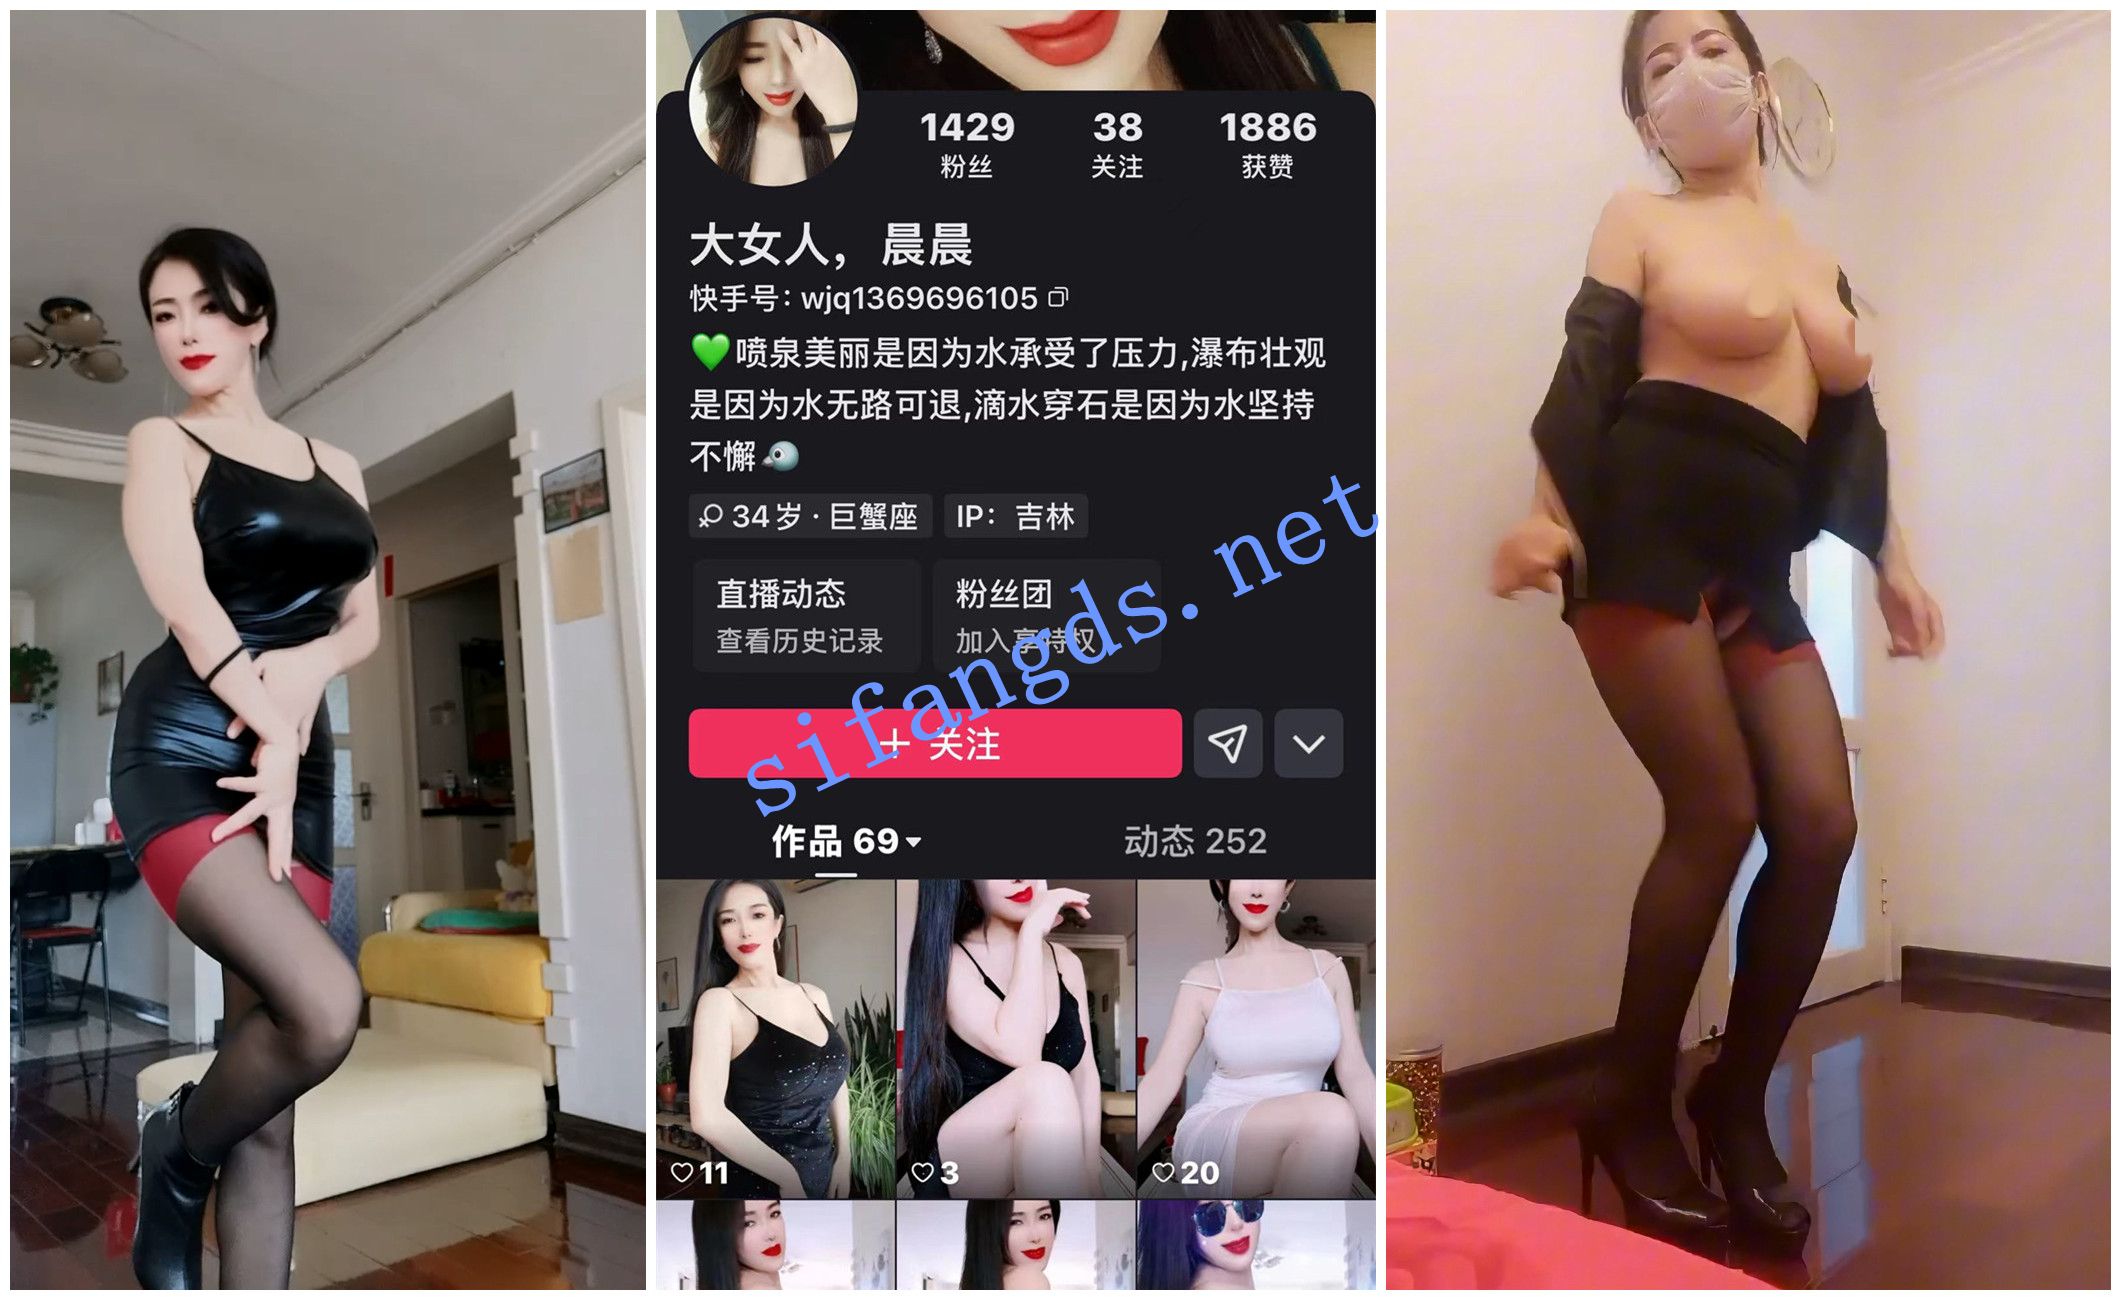 1429 38 1886
粉丝 关注 获赞
大女人，晨晨
快手号：wjq1369696105
💚喷泉美丽是因为水承受了压力,瀑布壮观
是因为水无路可退,滴水穿石是因为水坚持
不懈
34岁·巨蟹座 IP：吉林
直播动态 粉丝团
查看历史记录 加入享特权
+ 关注
sifangds.net
作品 69 动态 252
11 3 20